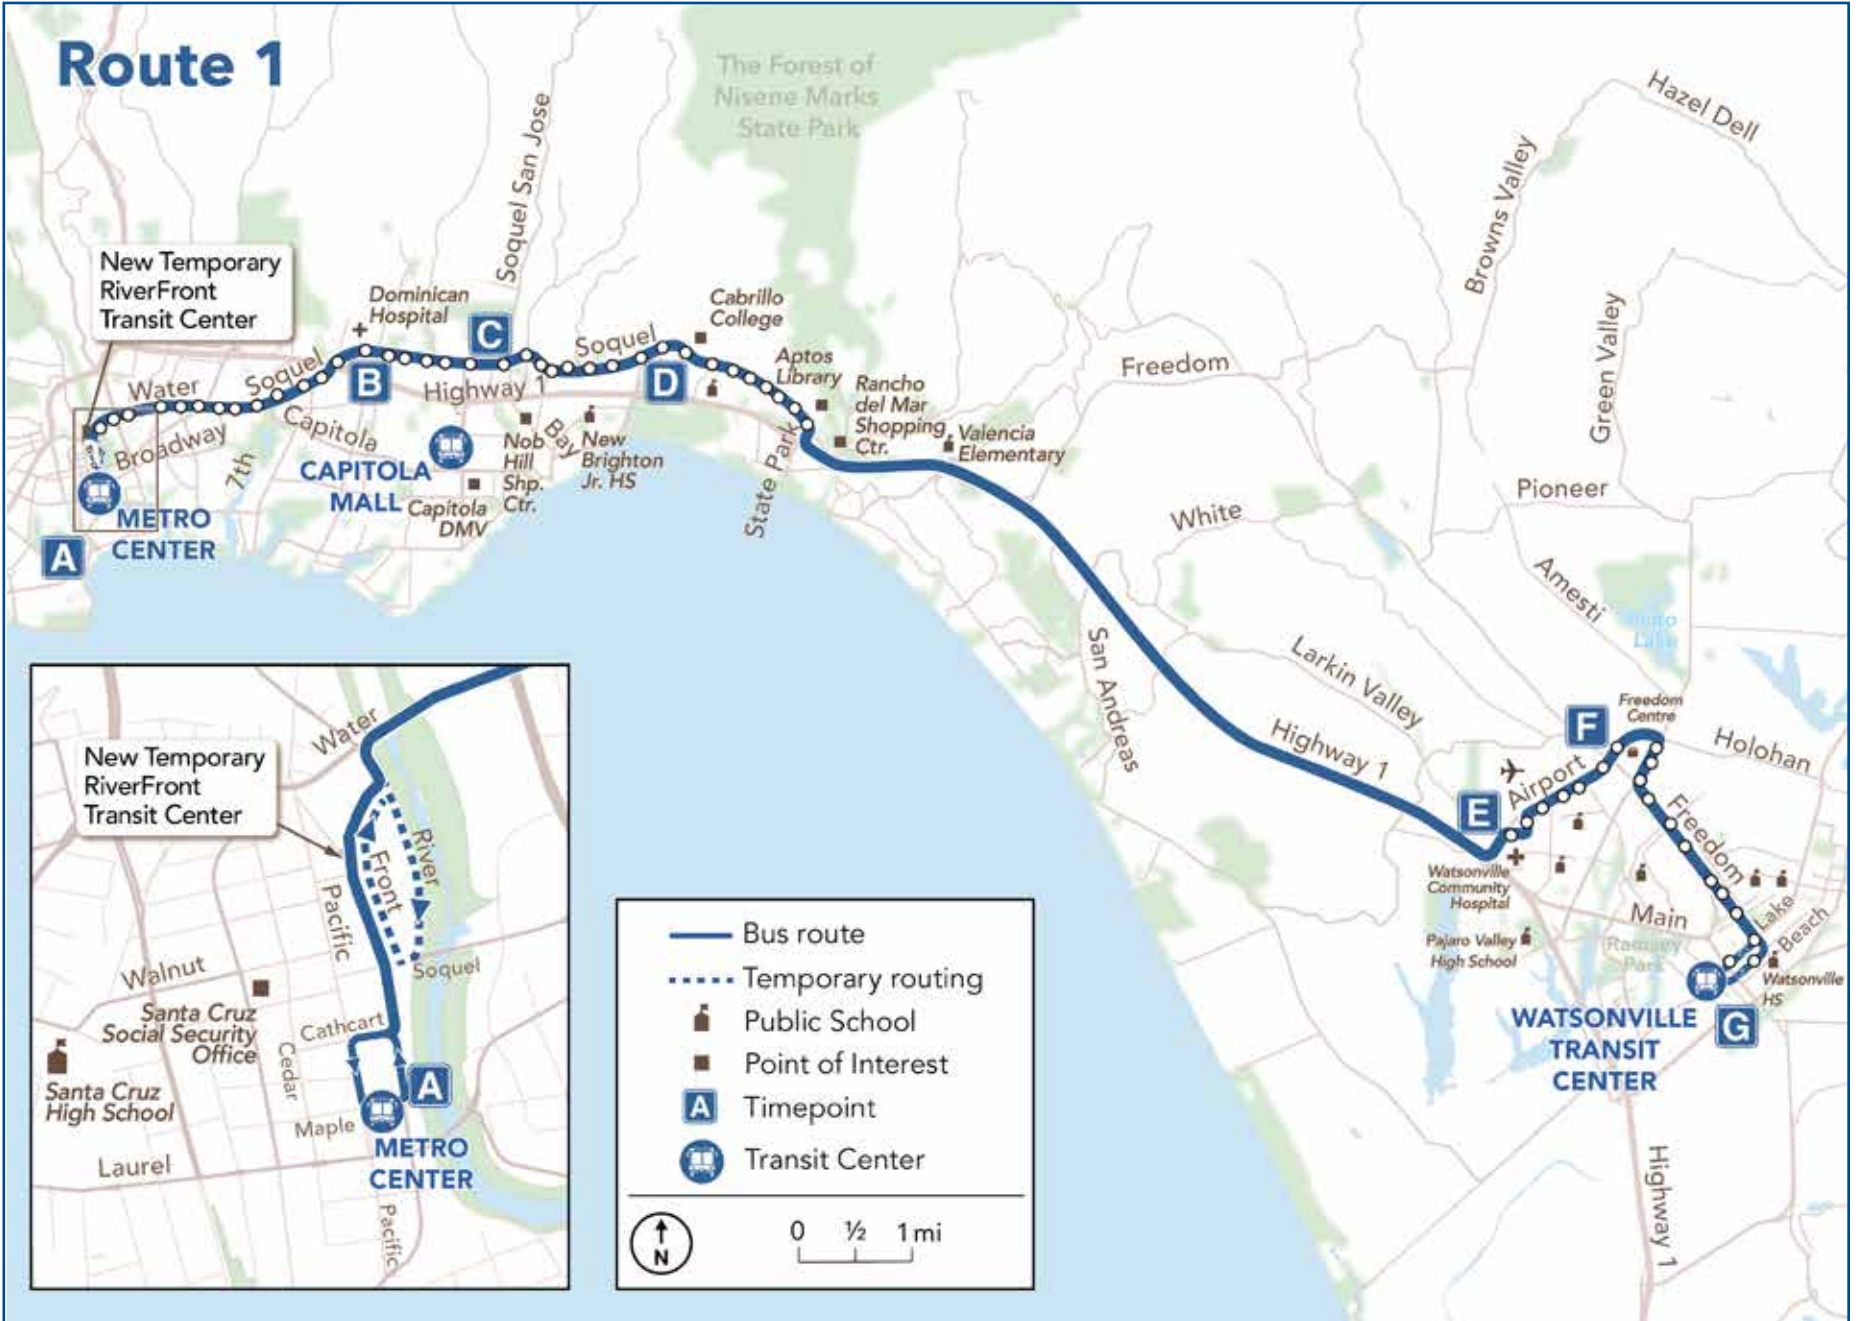 Route 1
The Forest of
Nisene Marks
State Park
Hazel Dell
Browns Valley
Green Valley
Soquel San Jose
New Temporary
RiverFront
Transit Center
Dominican
Hospital
C
Cabrillo
College
Soquel
Soquel
Water
B
Highway 1
D
Aptos
Library
Rancho
del Mar
Shopping
Ctr.
Valencia
Elementary
Freedom
Broadway
Capitola
7th
CAPITOLA
MALL
Nob
Hill
Shp.
Ctr.
Bay
New
Brighton
Jr. HS
Capitola
DMV
State Park
METRO
CENTER
A
White
Pioneer
Amesti
Lake
San Andreas
Larkin Valley
Highway 1
Freedom
Centre
F
Holohan
E
Airport
Freedom
Watsonville
Community
Hospital
Main
Lake
Beach
Pajaro Valley
High School
Ramsey
Park
Watsonville
HS
WATSONVILLE
TRANSIT
CENTER
G
Highway 1
Water
New Temporary
RiverFront
Transit Center
River
Front
Pacific
Soquel
Walnut
Santa Cruz
Social Security
Office
Cathcart
Cedar
Santa Cruz
High School
A
Maple
METRO
CENTER
Laurel
Pacific
Bus route
Temporary routing
Public School
Point of Interest
A Timepoint
Transit Center
N
0 ½ 1 mi